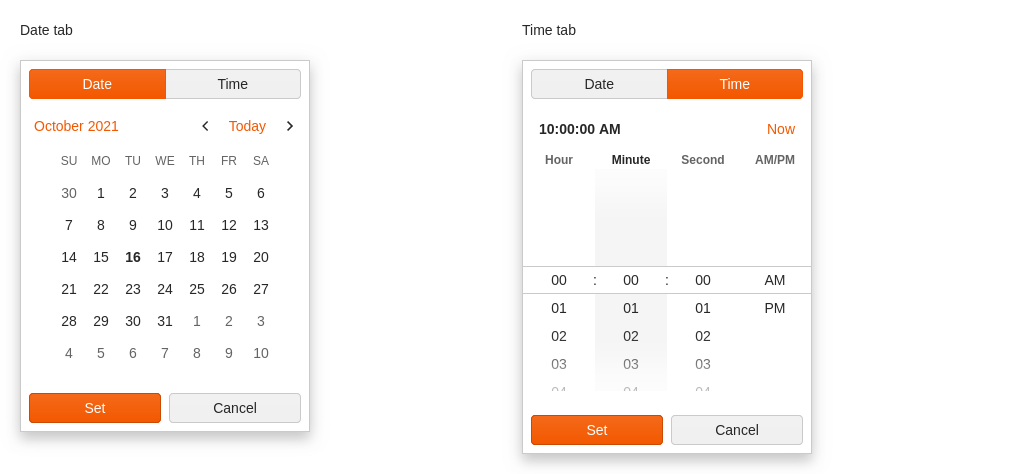 Date tab
Date Time
October 2021 Today
SU MO TU WE TH FR SA
30 1 2 3 4 5 6
7 8 9 10 11 12 13
14 15 16 17 18 19 20
21 22 23 24 25 26 27
28 29 30 31 1 2 3
4 5 6 7 8 9 10
Set Cancel
Time tab
Date Time
10:00:00 AM Now
Hour Minute Second AM/PM
00 : 00 : 00 AM
01 01 01 PM
02 02 02
03 03 03
04 04 04
Set Cancel